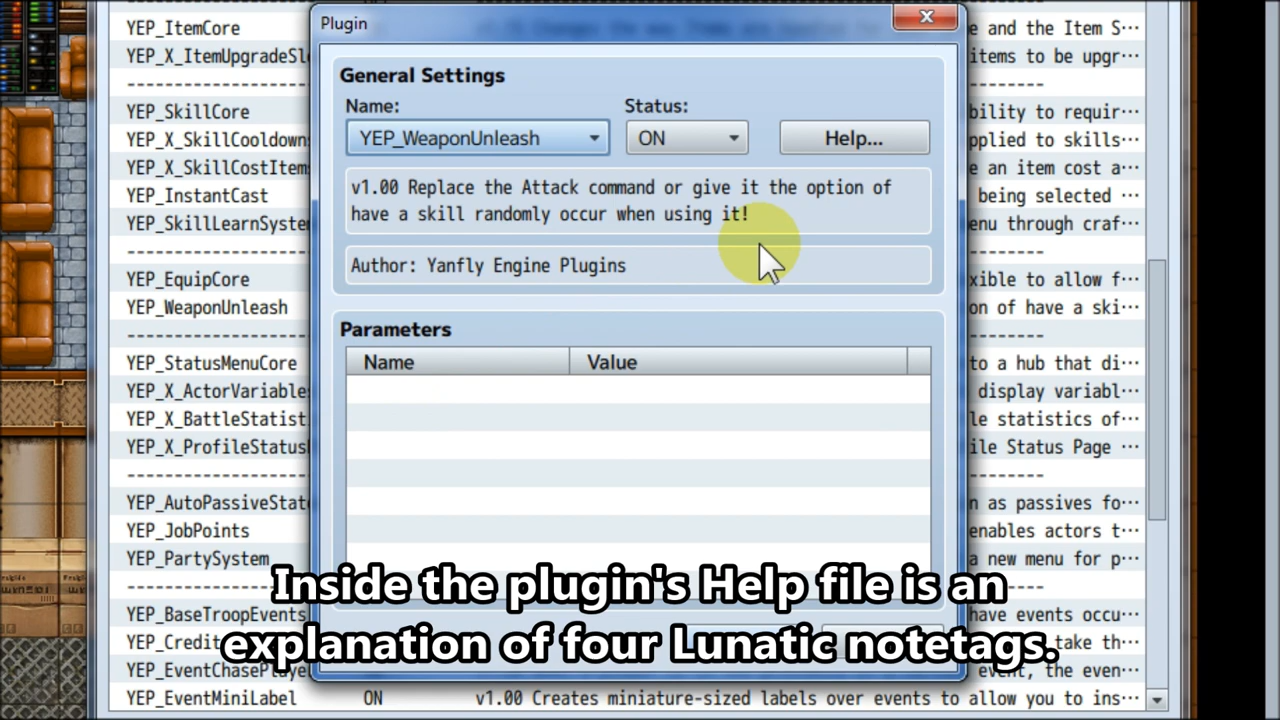 Plugin
General Settings
Name:
Status:
YEP_WeaponUnleash
ON
Help...
v1.00 Replace the Attack command or give it the option of
have a skill randomly occur when using it!
Author: Yanfly Engine Plugins
Parameters
Name
Value
YEP_ItemCore
e and the Item S···
YEP_X_ItemUpgradeSl
items to be upgr···
YEP_SkillCore
bility to requir···
YEP_X_SkillCooldown
pplied to skills···
YEP_X_SkillCostItem
e an item cost a···
YEP_InstantCast
being selected
YEP_SkillLearnSystem
enu through craf···
YEP_EquipCore
xible to allow f···
YEP_WeaponUnleash
on of have a ski···
YEP_StatusMenuCore
to a hub that di···
YEP_X_ActorVariable
display variabl···
YEP_X_BattleStatist
le statistics of···
YEP_X_ProfileStatus
ile Status Page ···
YEP_AutoPassiveState
n as passives fo···
YEP_JobPoints
enables actors t···
YEP_PartySystem
a new menu for p···
YEP_BaseTroopEvents
have events occu···
YEP_Credit
take th···
YEP_EventChasePlaye
event, the even···
YEP_EventMiniLabel ON v1.00 Creates miniature-sized labels over events to allow you to ins···
Inside the plugin's Help file is an
explanation of four Lunatic notetags.